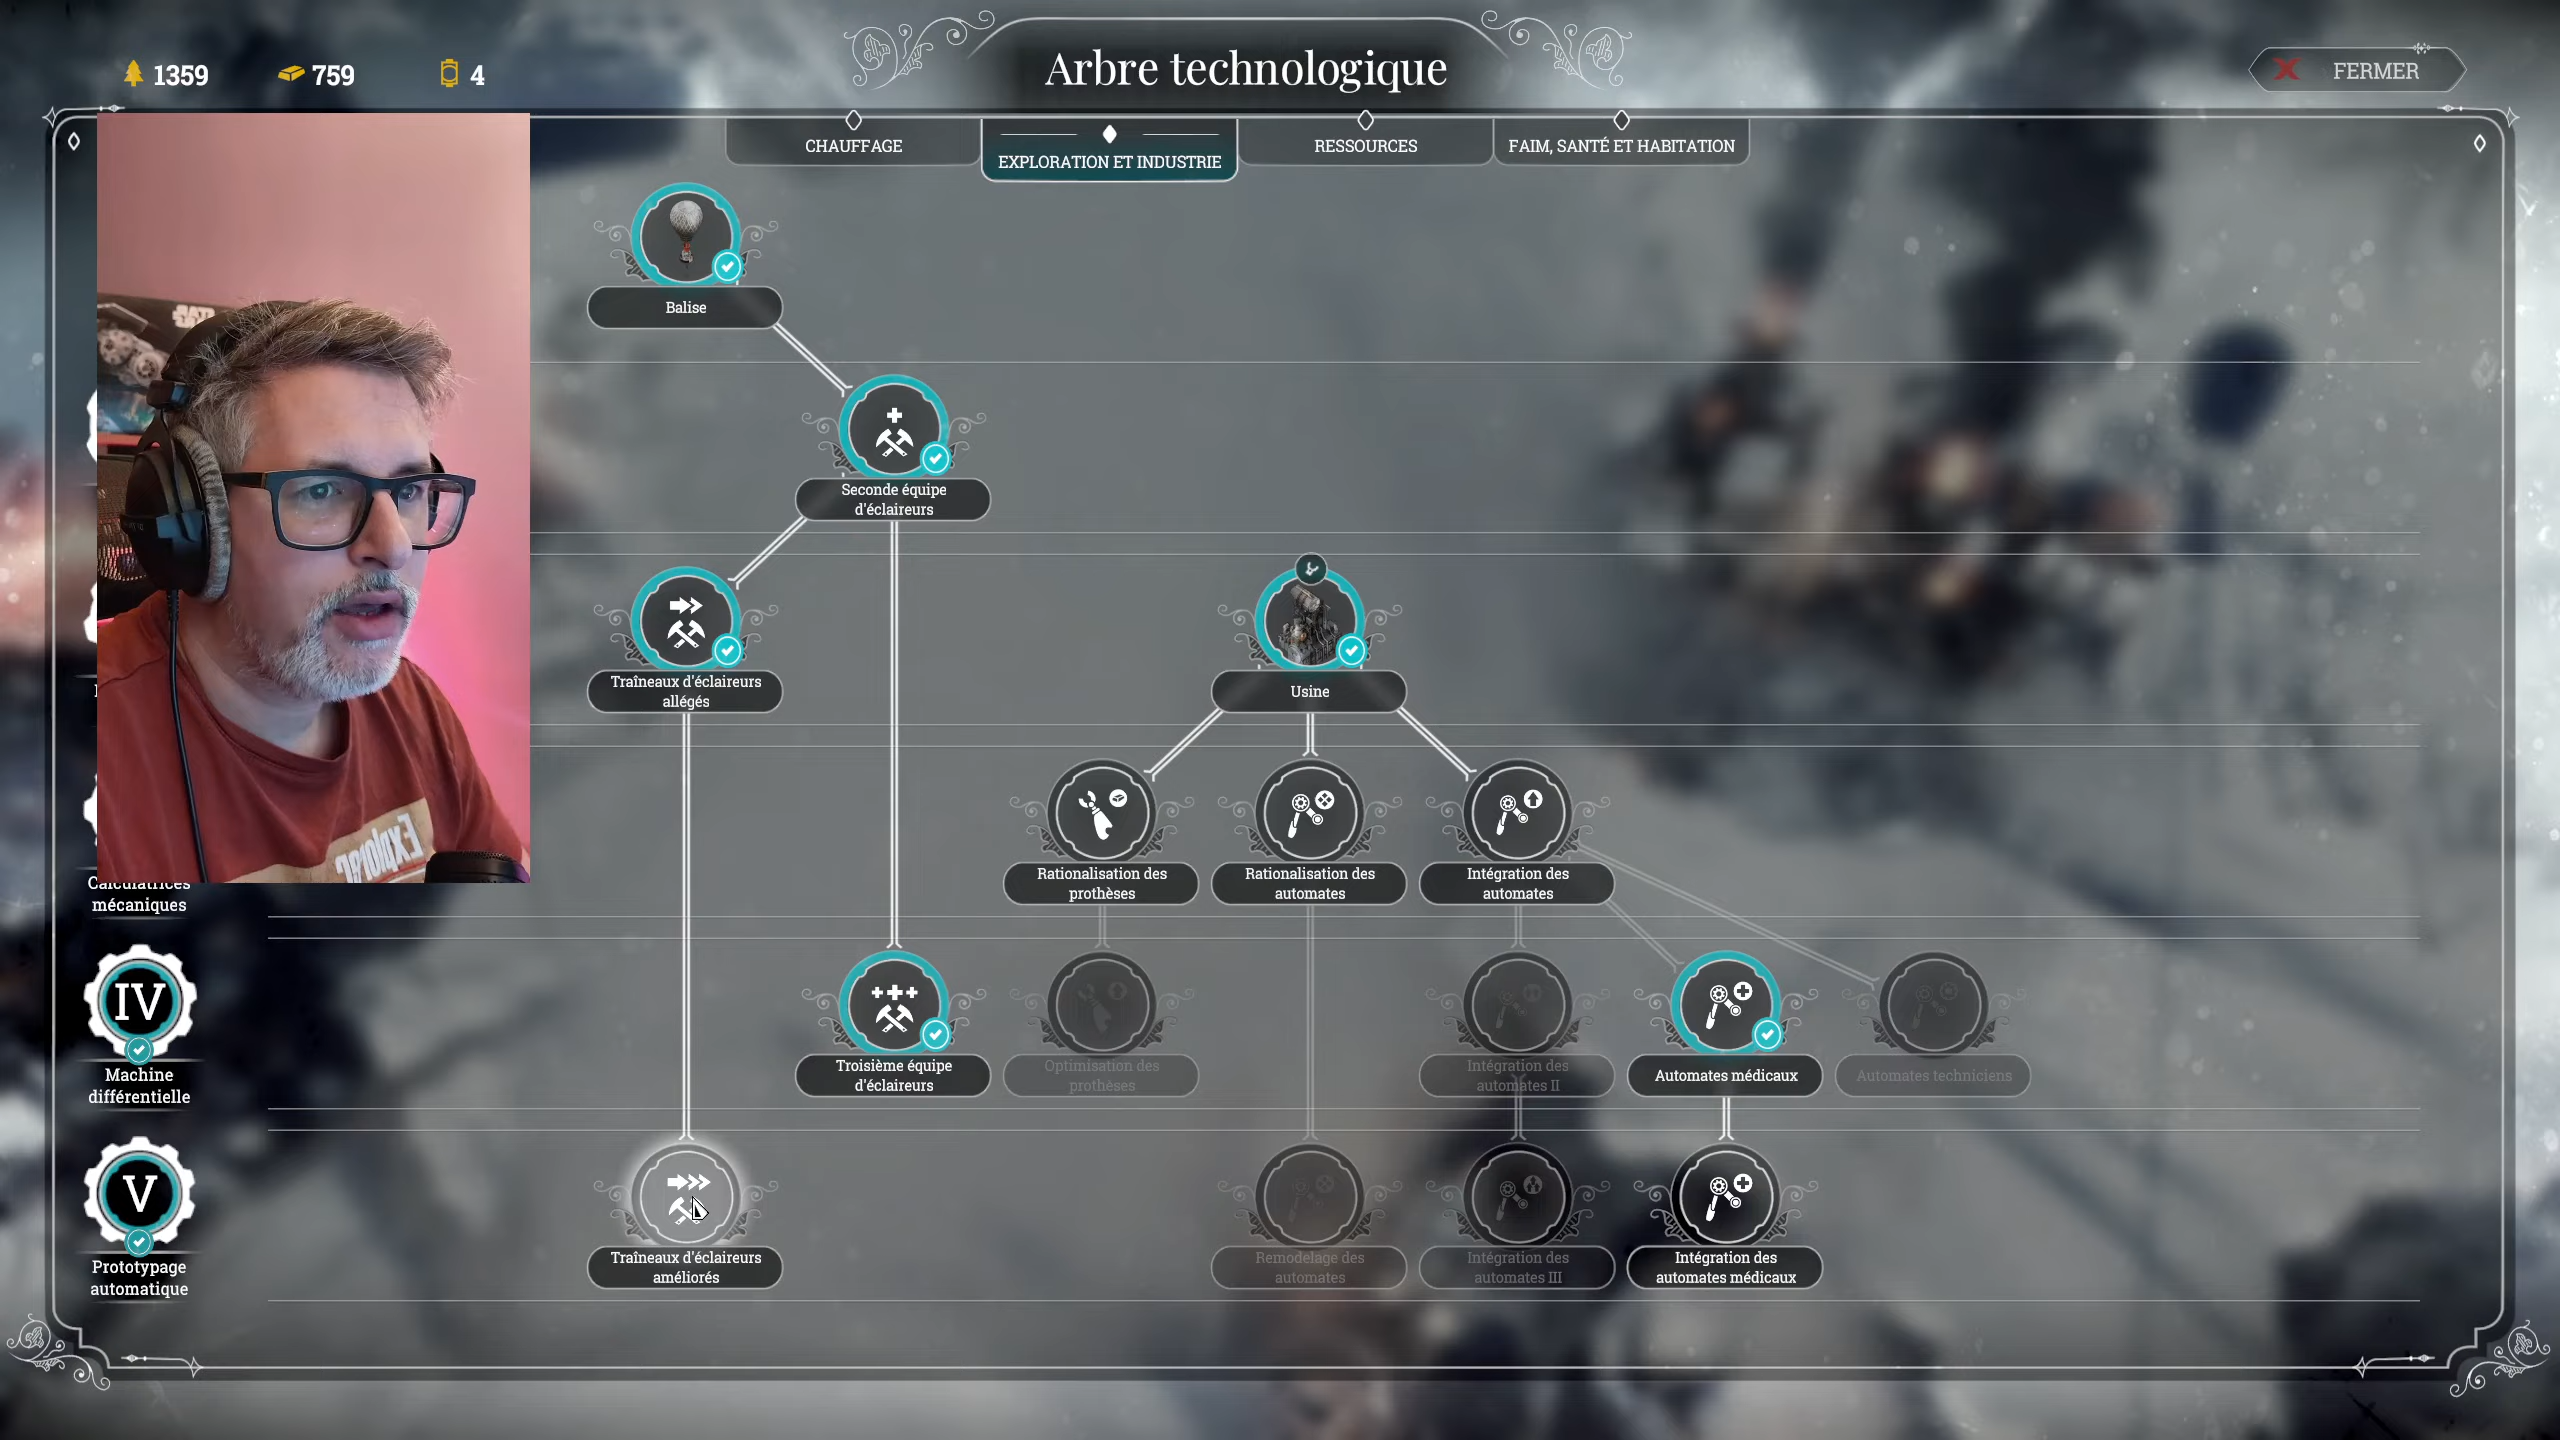 1359
759
4
Arbre technologique
FERMER
CHAUFFAGE
EXPLORATION ET INDUSTRIE
RESSOURCES
FAIM, SANTÉ ET HABITATION
Balise
Seconde équipe
d'éclaireurs
Traîneaux d'éclaireurs
allégés
Usine
Rationalisation des
prothèses
Rationalisation des
automates
Intégration des
automates
Calculatrices
mécaniques
IV
Machine
différentielle
Troisième équipe
d'éclaireurs
Optimisation des
prothèses
Intégration des
automates II
Automates médicaux
Automates techniciens
V
Prototypage
automatique
Traîneaux d'éclaireurs
améliorés
Remodelage des
automates
Intégration des
automates III
Intégration des
automates médicaux